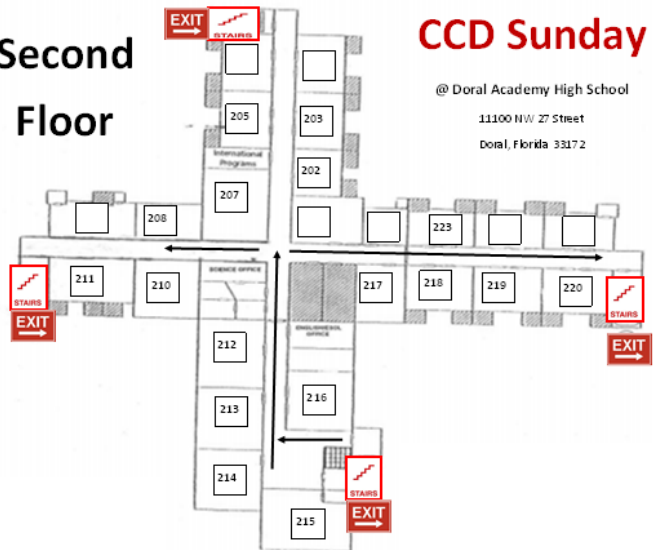 EXIT
STAIRS
Second
Floor
CCD Sunday
@ Doral Academy High School
11100 NW 27 Street
Doral, Florida 33172
205
203
International
Programs
202
207
208
223
211
210
SCIENCE OFFICE
217
218
219
220
STAIRS
EXIT
STAIRS
EXIT
ENGLISH/ESOL
OFFICE
212
216
213
214
STAIRS
EXIT
215